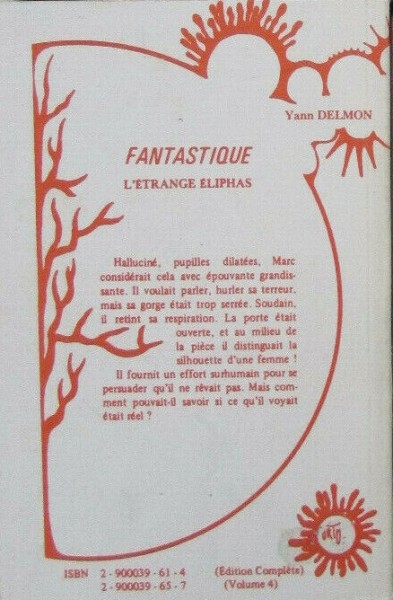 Yann DELMON
FANTASTIQUE
L'ÉTRANGE ÉLIPHAS
Halluciné, pupilles dilatées, Marc
considérait cela avec épouvante grandis-
sante. Il voulait parler, hurler sa terreur,
mais sa gorge était trop serrée. Soudain,
il retint sa respiration. La porte était
ouverte, et au milieu de
la pièce il distinguait la
silhouette d'une femme !
Il fournit un effort surhumain pour se
persuader qu'il ne rêvait pas. Mais com-
ment pouvait-il savoir si ce qu'il voyait
était réel ?
ISBN 2-900039-61-4 (Édition Complète)
2-900039-65-7 (Volume 4)